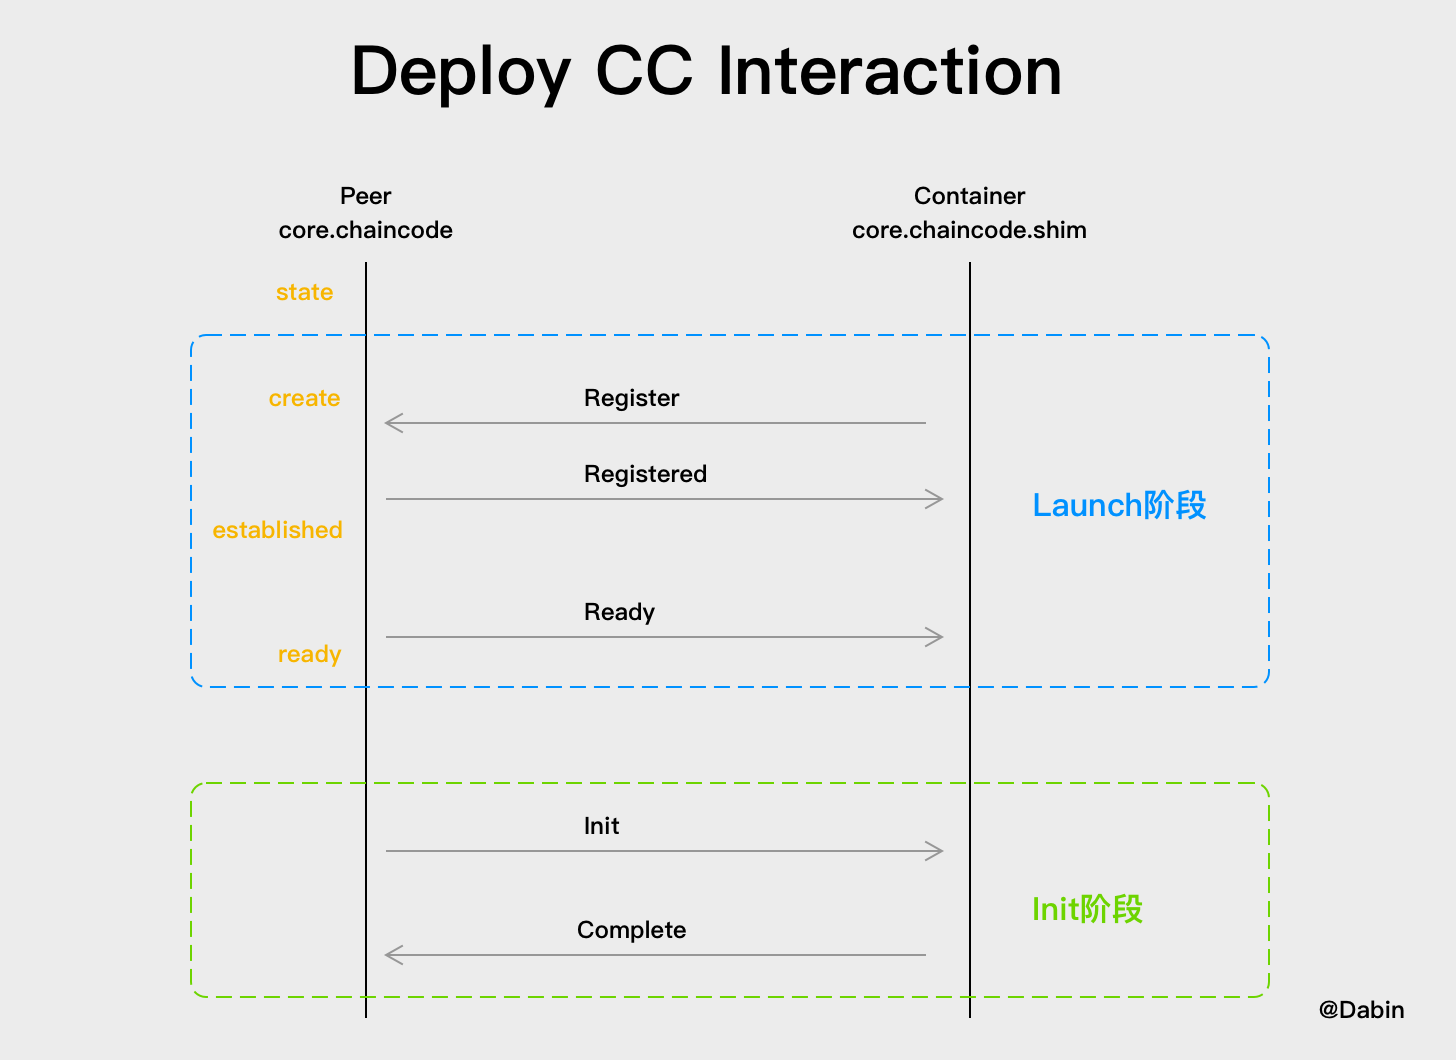 Deploy CC Interaction
Peer
core.chaincode
Container
core.chaincode.shim
state
create
Register
Registered
Launch阶段
established
Ready
ready
Init
Init阶段
Complete
@Dabin